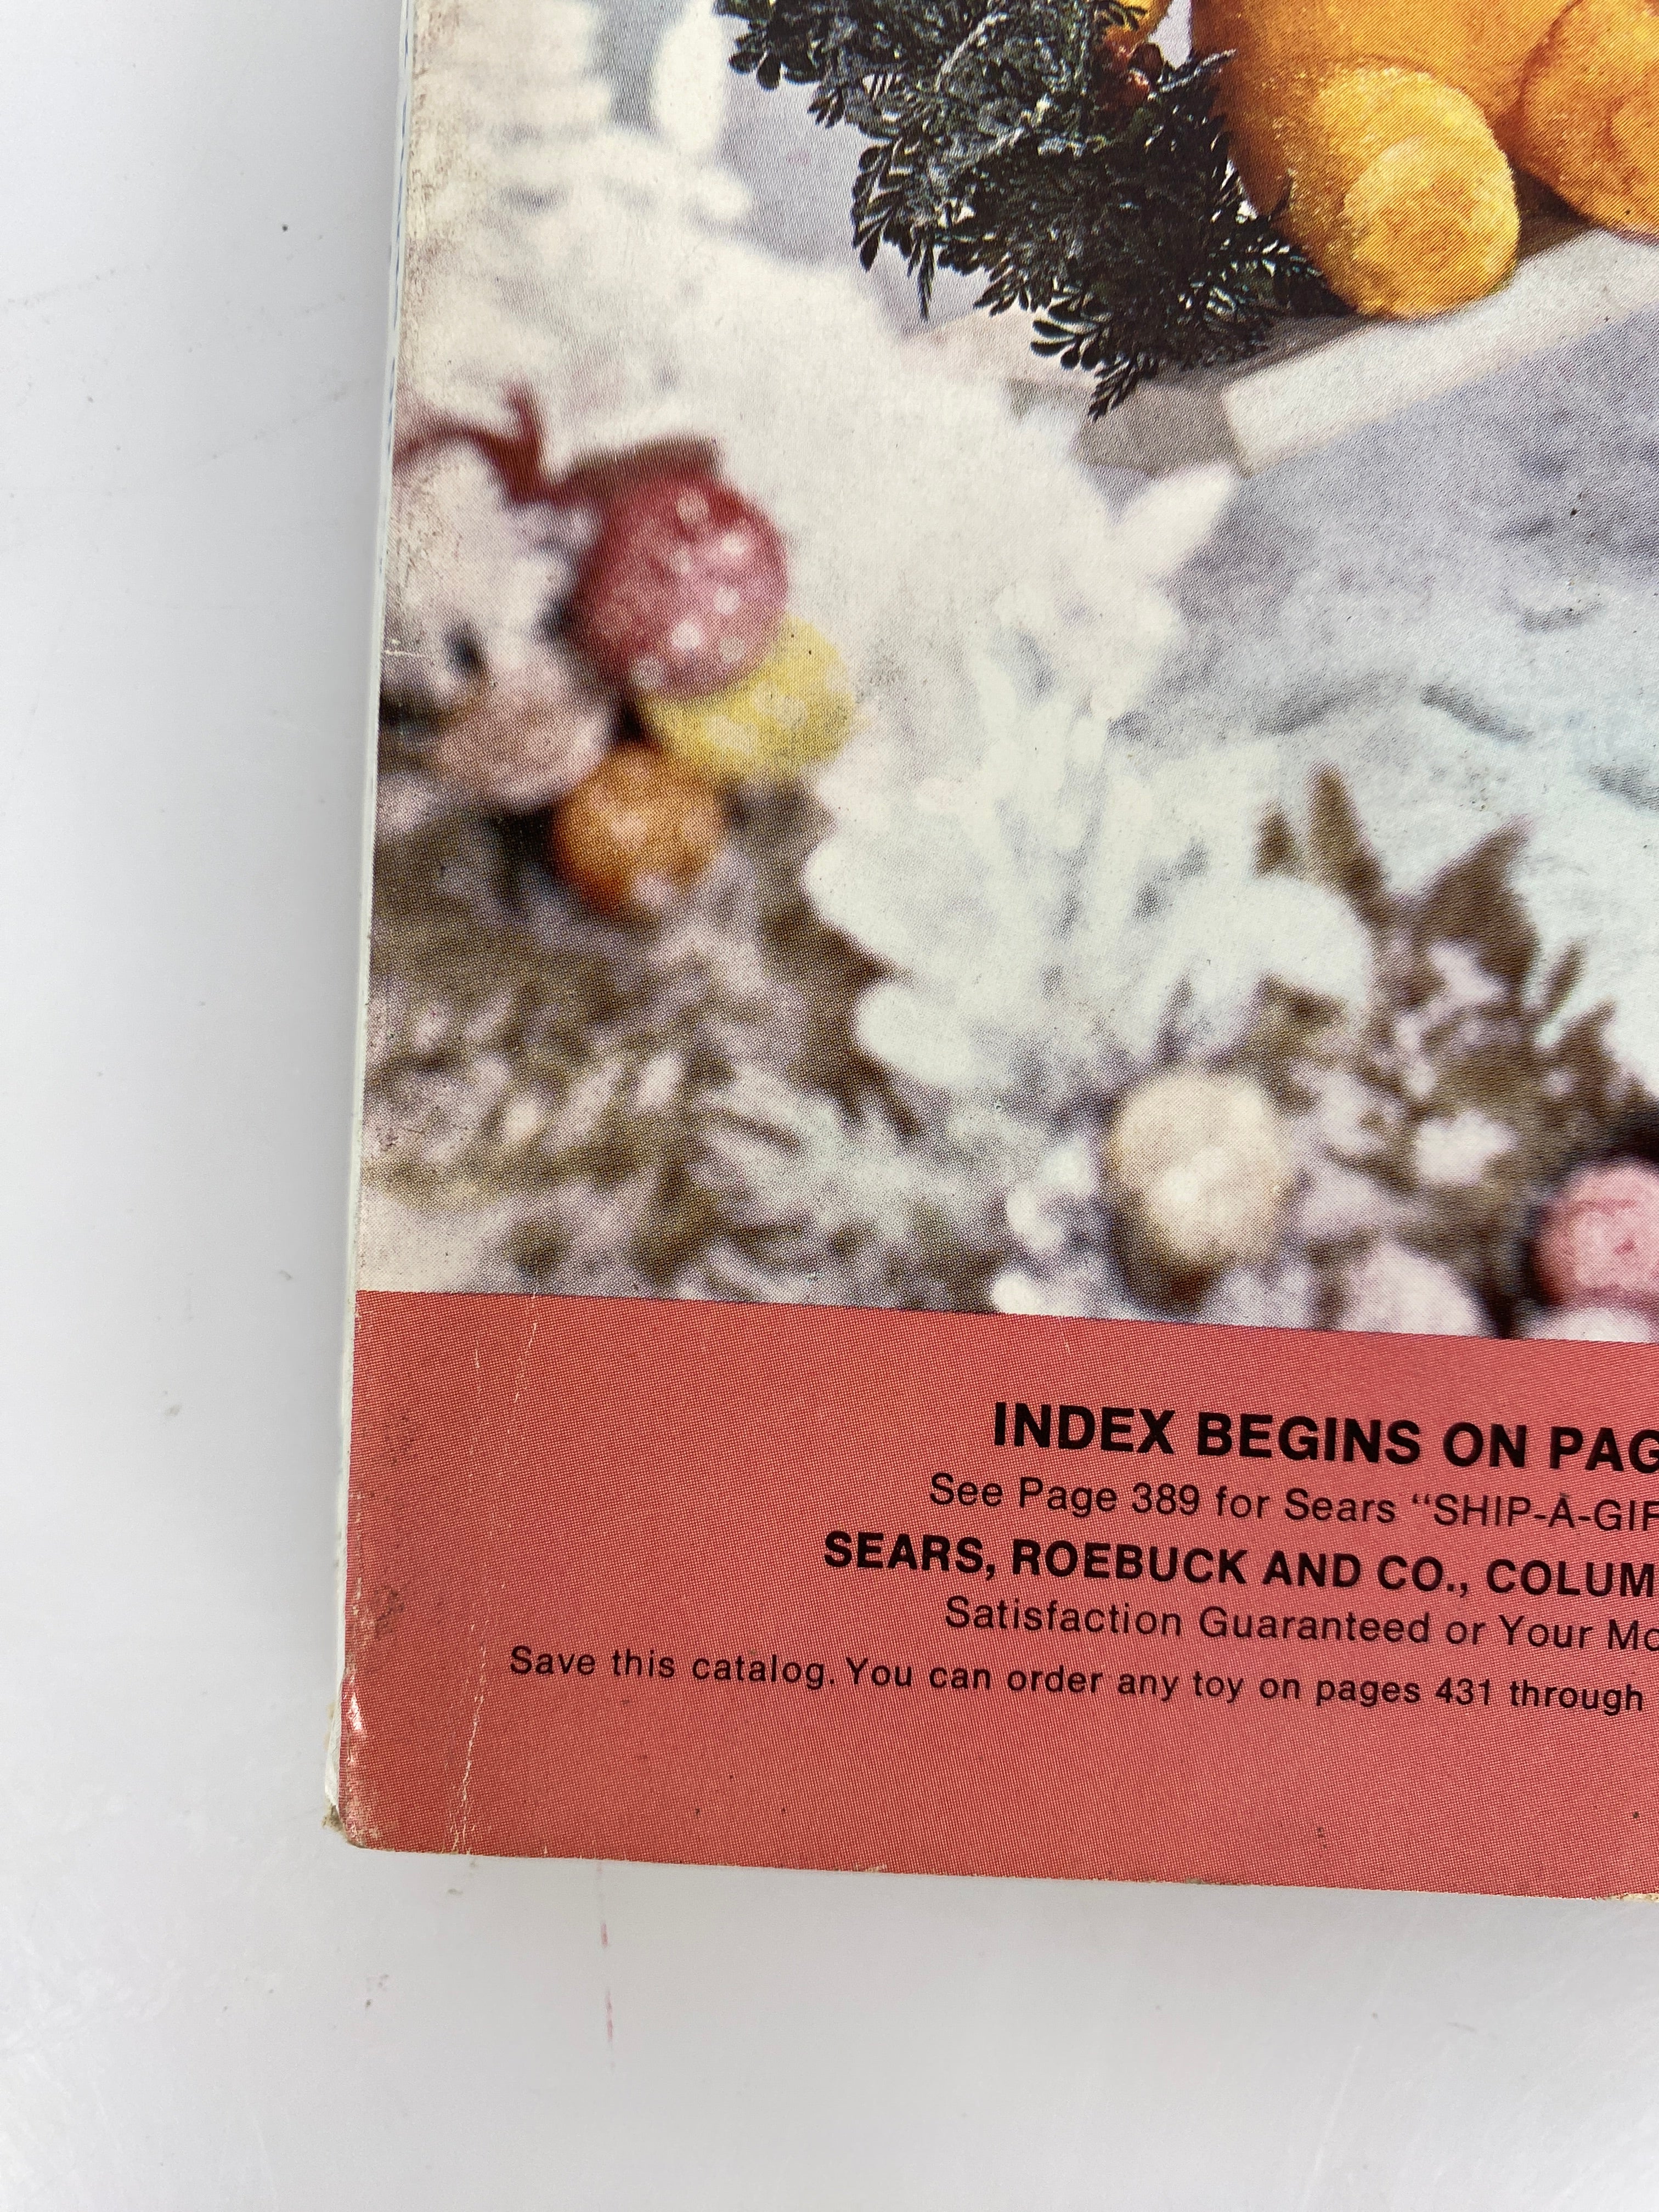 INDEX BEGINS ON PAG
See Page 389 for Sears “SHIP-A-GIF
SEARS, ROEBUCK AND CO., COLUM
Satisfaction Guaranteed or Your Mo
Save this catalog. You can order any toy on pages 431 through